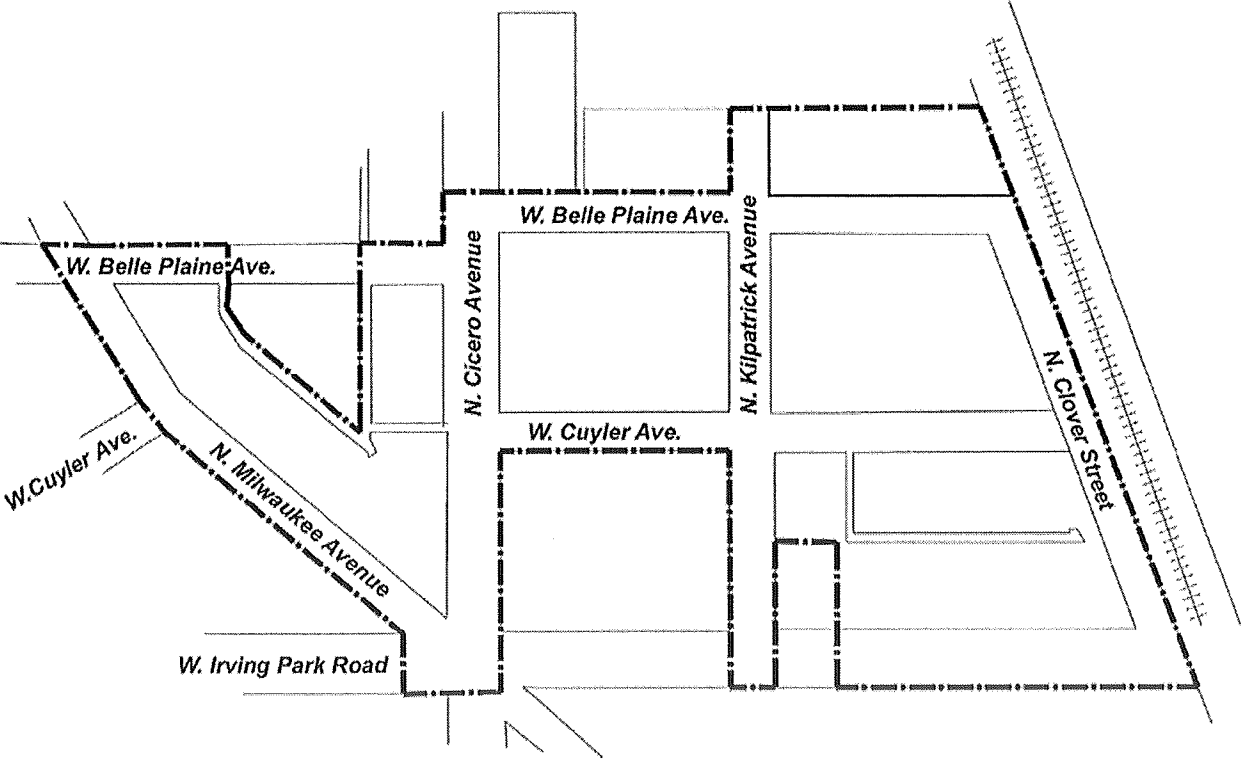 W. Belle Plaine Ave.
W. Belle Plaine Ave.
N. Cicero Avenue
N. Kilpatrick Avenue
N. Clover Street
W. Cuyler Ave.
W.Cuyler Ave.
N. Milwaukee Avenue
W. Irving Park Road